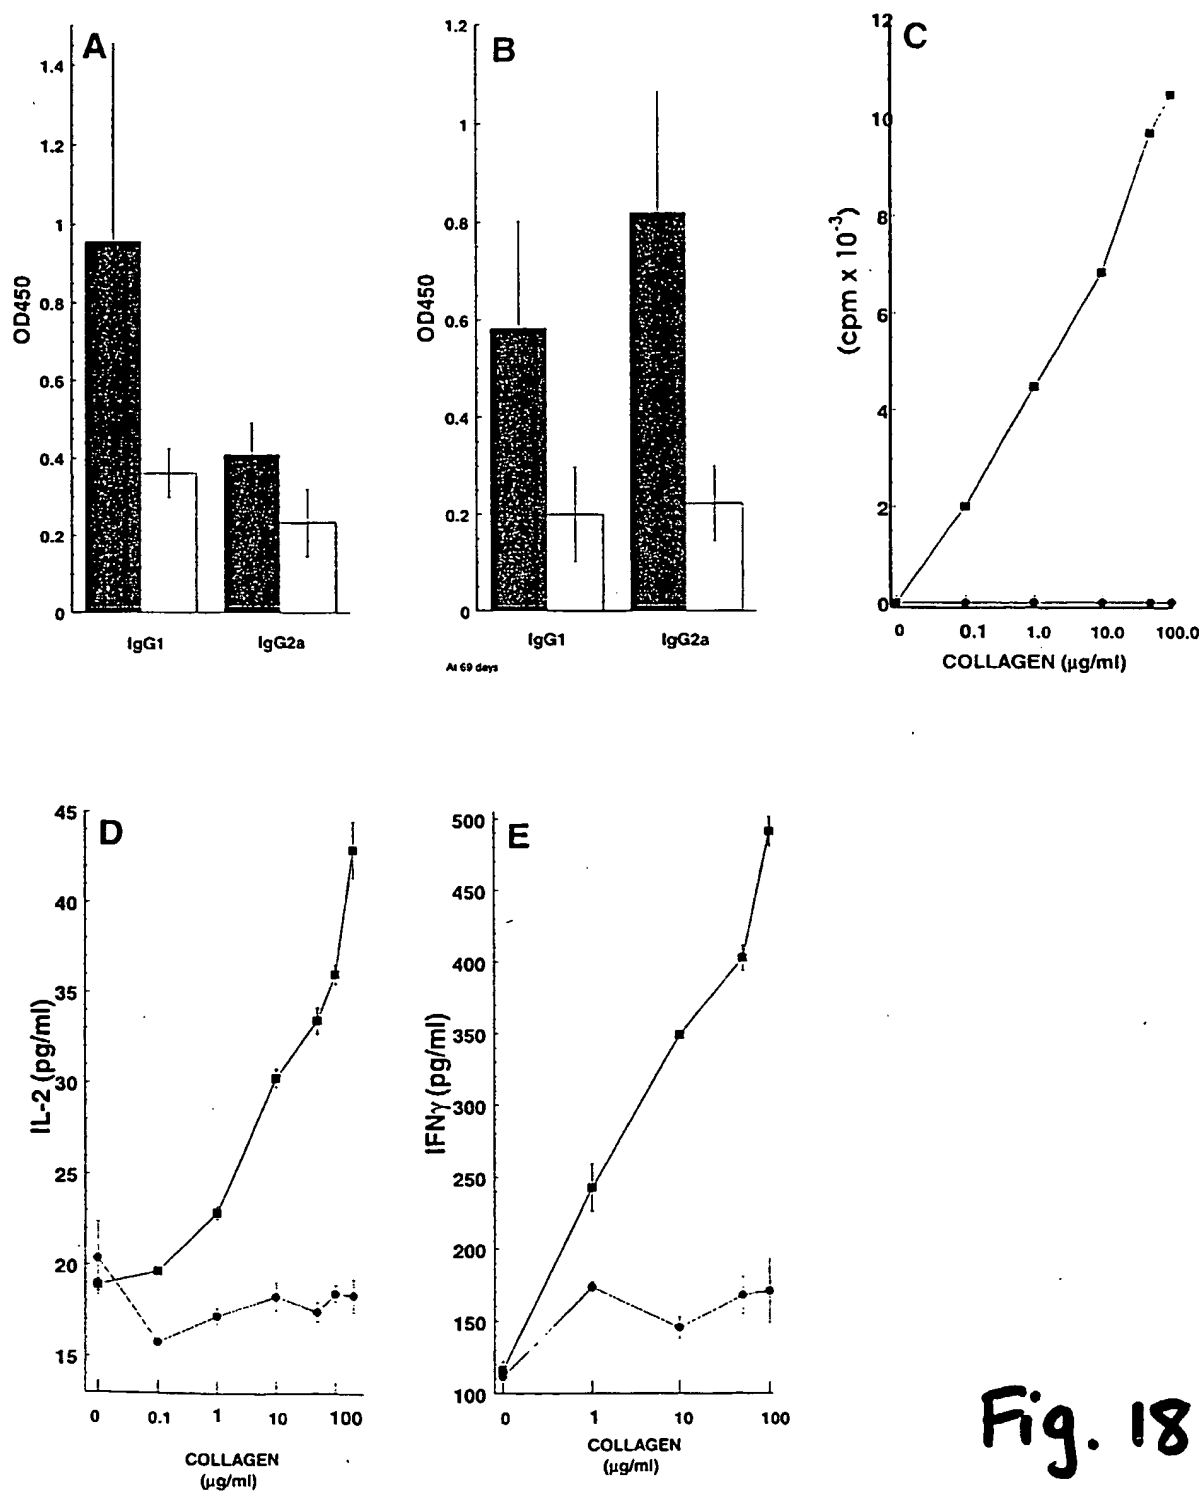 A
1.4
1.2
1
0.8
0.6
0.4
0.2
0
OD450
IgG1 IgG2a
B
1.2
1
0.8
0.6
0.4
0.2
0
OD450
IgG1 IgG2a
At 69 days
C
12
10
8
6
4
2
0
(cpm x 10⁻³)
0 0.1 1.0 10.0 100.0
COLLAGEN (µg/ml)
D
45
40
35
30
25
20
15
IL-2 (pg/ml)
0 0.1 1 10 100
COLLAGEN
(µg/ml)
E
500
450
400
350
300
250
200
150
100
IFNγ (pg/ml)
0 1 10 100
COLLAGEN
(µg/ml)
Fig. 18